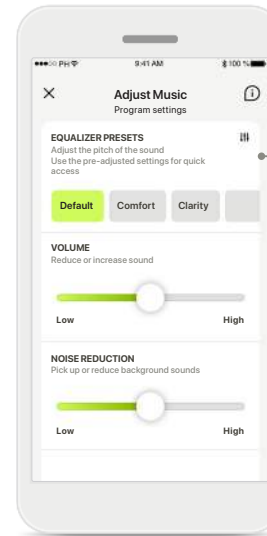 PH
9:41 AM
100 %
Adjust Music
Program settings
EQUALIZER PRESETS
Adjust the pitch of the sound
Use the pre-adjusted settings for quick
access
Default Comfort Clarity
VOLUME
Reduce or increase sound
Low High
NOISE REDUCTION
Pick up or reduce background sounds
Low High